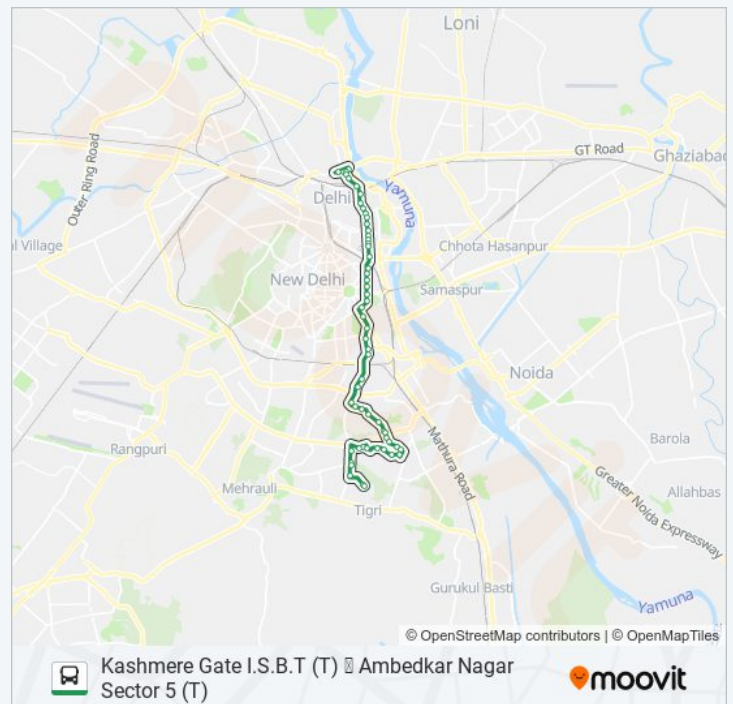 Loni
Outer Ring Road
GT Road
Ghaziabad
Delhi
Yamuna
al Village
Chhota Hasanpur
New Delhi
Samaspur
Noida
Rangpuri
Mathura Road
Barola
Mehrauli
Allahbas
Tigri
Greater Noida Expressway
Gurukul Basti
Yamuna
© OpenStreetMap contributors | © OpenMapTiles
Kashmere Gate I.S.B.T (T) Ambedkar Nagar
Sector 5 (T)
moovit